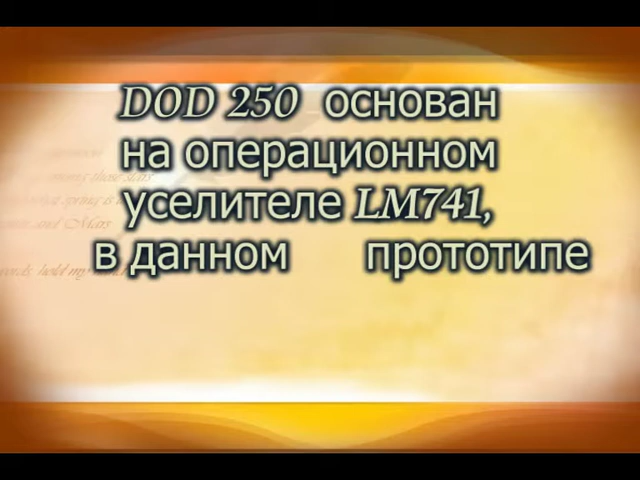 DOD 250 основан
на операционном
уселителе LM741,
в данном прототипе